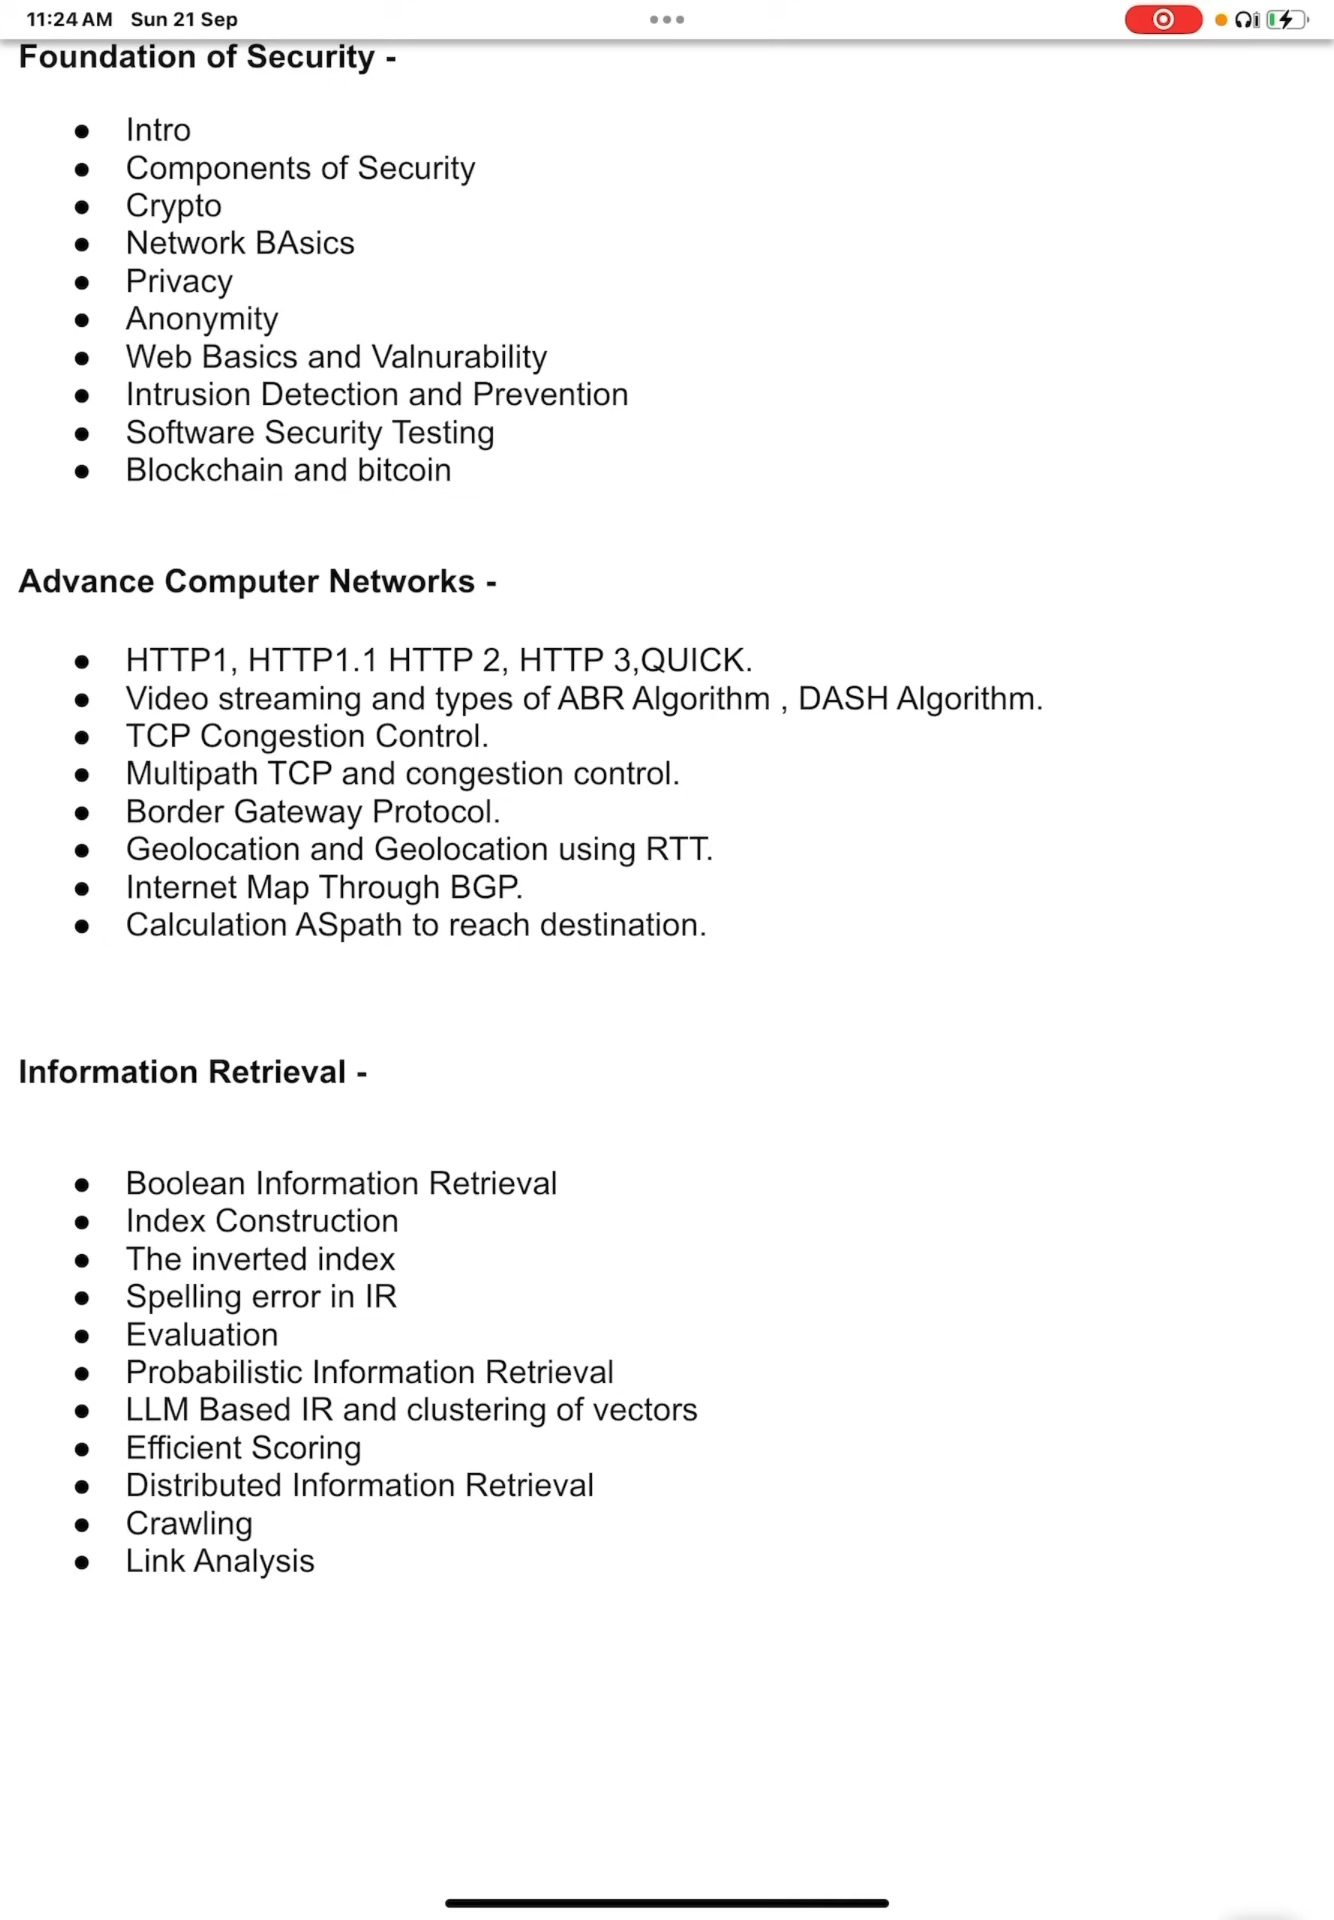 11:24 AM Sun 21 Sep
Foundation of Security -
● Intro
● Components of Security
● Crypto
● Network BAsics
● Privacy
● Anonymity
● Web Basics and Valnurability
● Intrusion Detection and Prevention
● Software Security Testing
● Blockchain and bitcoin
Advance Computer Networks -
● HTTP1, HTTP1.1 HTTP 2, HTTP 3,QUICK.
● Video streaming and types of ABR Algorithm , DASH Algorithm.
● TCP Congestion Control.
● Multipath TCP and congestion control.
● Border Gateway Protocol.
● Geolocation and Geolocation using RTT.
● Internet Map Through BGP.
● Calculation ASpath to reach destination.
Information Retrieval -
● Boolean Information Retrieval
● Index Construction
● The inverted index
● Spelling error in IR
● Evaluation
● Probabilistic Information Retrieval
● LLM Based IR and clustering of vectors
● Efficient Scoring
● Distributed Information Retrieval
● Crawling
● Link Analysis